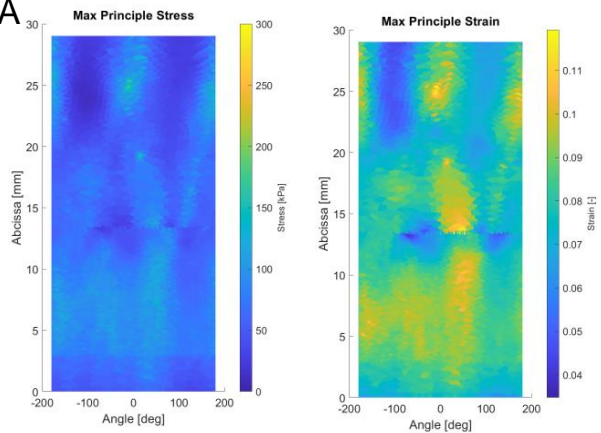 A
Max Principle Stress
30
25
20
15
10
5
0
Abcissa [mm]
-200 -100 0 100 200
Angle [deg]
300
250
200
150
100
50
0
Stress [kPa]
Max Principle Strain
30
25
20
15
10
5
0
Abcissa [mm]
-200 -100 0 100 200
Angle [deg]
0.11
0.1
0.09
0.08
0.07
0.06
0.05
0.04
Strain [-]